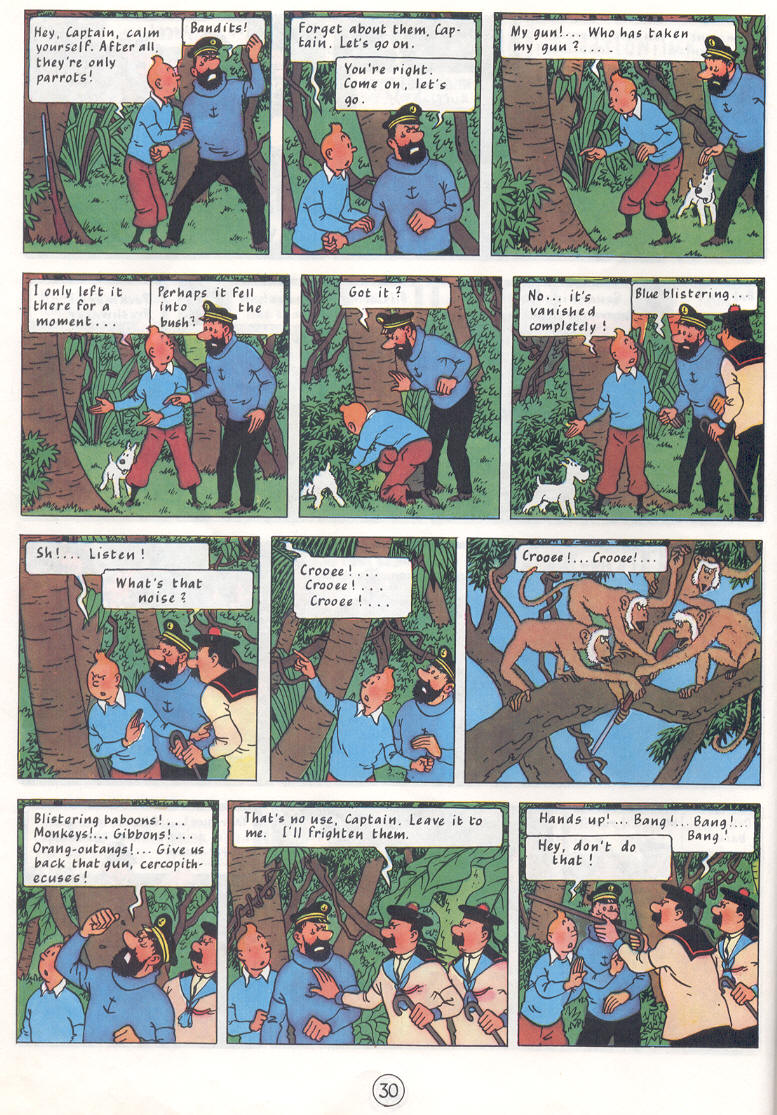 Hey, Captain, calm
yourself. After all,
they're only
parrots!
Bandits!
Forget about them, Cap-
tain. Let's go on.
You're right.
Come on, let's
go.
My gun!... Who has taken
my gun?.....
I only left it
there for a
moment...
Perhaps it fell
into the
bush?
Got it?
No... it's
vanished
completely!
Blue blistering...
Sh!... Listen!
What's that
noise?
Crooee!....
Crooee!...
Crooee!...
Crooee!...Crooee!...
Blistering baboons!...
Monkeys!... Gibbons!...
Orang-outangs!... Give us
back that gun, cercopith-
ecuses!
That's no use, Captain. Leave it to
me. I'll frighten them.
Hands up!... Bang!... Bang!...
Bang!
Hey, don't do
that!
30